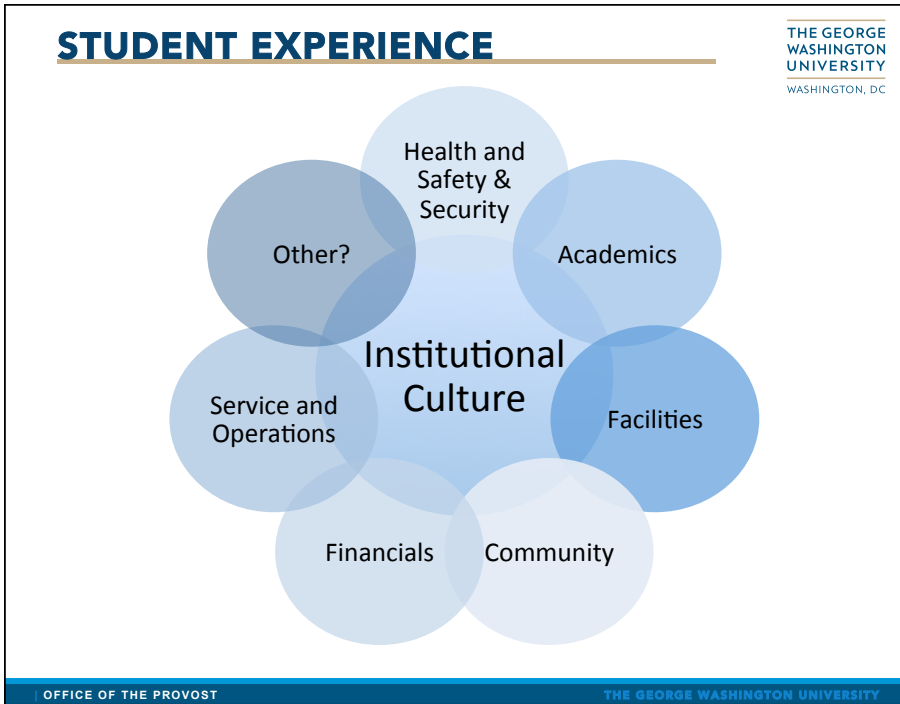 STUDENT EXPERIENCE
THE GEORGE
WASHINGTON
UNIVERSITY
WASHINGTON, DC
Health and
Safety &
Security
Academics
Facilities
Community
Financials
Service and
Operations
Other?
Institutional
Culture
| OFFICE OF THE PROVOST
THE GEORGE WASHINGTON UNIVERSITY